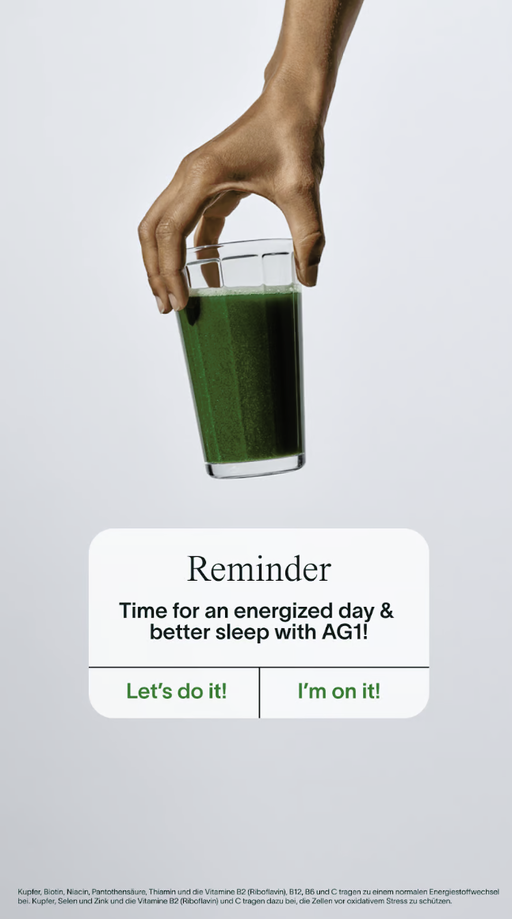 Reminder
Time for an energized day &
better sleep with AG1!
Let's do it!
I'm on it!
Kupfer, Biotin, Niacin, Pantothensäure, Thiamin und die Vitamine B2 (Riboflavin), B12, B6 und C tragen zu einem normalen Energiestoffwechsel
bei. Kupfer, Selen und Zink und die Vitamine B2 (Riboflavin) und C tragen dazu bei, die Zellen vor oxidativem Stress zu schützen.